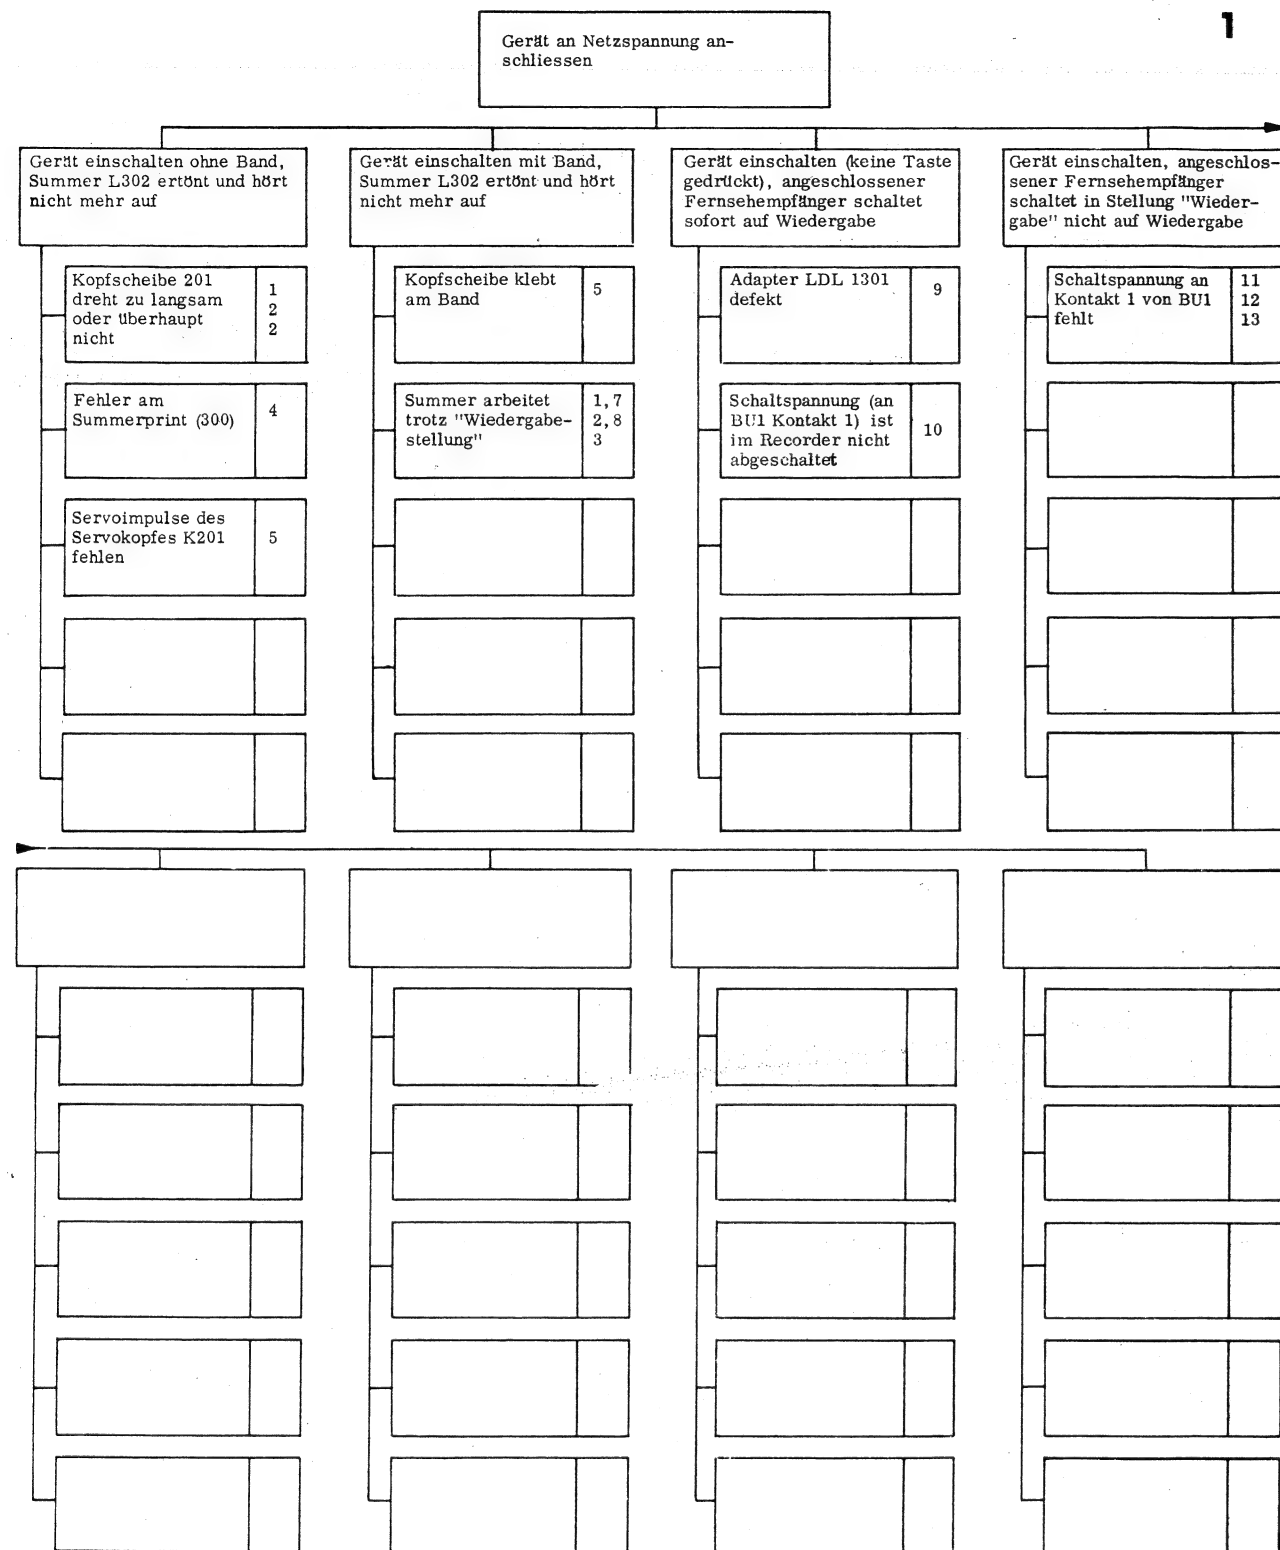 1
Gerät an Netzspannung an-
schliessen
Gerät einschalten ohne Band,
Summer L302 ertönt und hört
nicht mehr auf
Kopfscheibe 201
dreht zu langsam
oder überhaupt
nicht
1
2
2
Fehler am
Summerprint (300)
4
Servoimpulse des
Servokopfes K201
fehlen
5
Gerät einschalten mit Band,
Summer L302 ertönt und hört
nicht mehr auf
Kopfscheibe klebt
am Band
5
Summer arbeitet
trotz "Wiedergabe-
stellung"
1,7
2,8
3
Gerät einschalten (keine Taste
gedrückt), angeschlossener
Fernsehempfänger schaltet
sofort auf Wiedergabe
Adapter LDL 1301
defekt
9
Schaltspannung (an
BU1 Kontakt 1) ist
im Recorder nicht
abgeschaltet
10
Gerät einschalten, angeschlos-
sener Fernsehempfänger
schaltet in Stellung "Wieder-
gabe" nicht auf Wiedergabe
Schaltspannung an
Kontakt 1 von BU1
fehlt
11
12
13